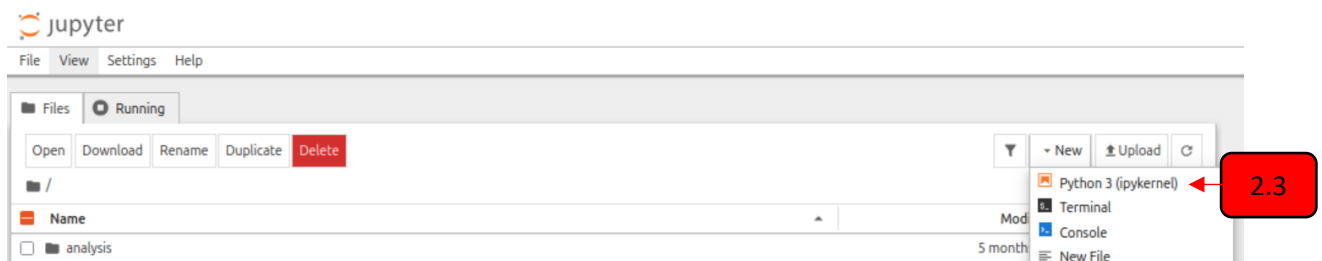 jupyter
File View Settings Help
Files Running
Open Download Rename Duplicate Delete New Upload
/ Python 3 (ipykernel) 2.3
Terminal
Name Modi
Console
analysis 5 month
New File